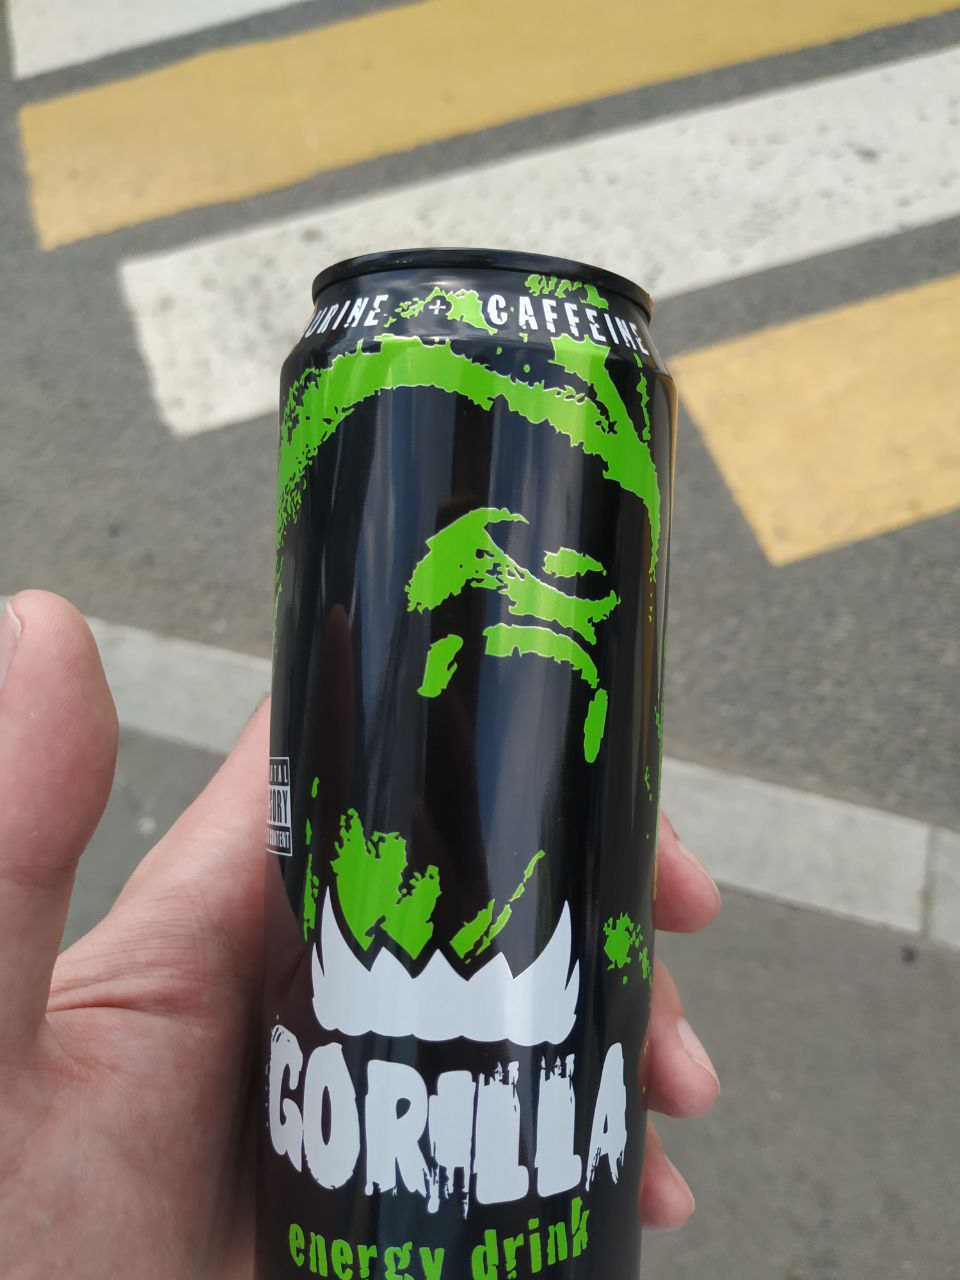 + CAFFEINE
GORILLA
energy drink